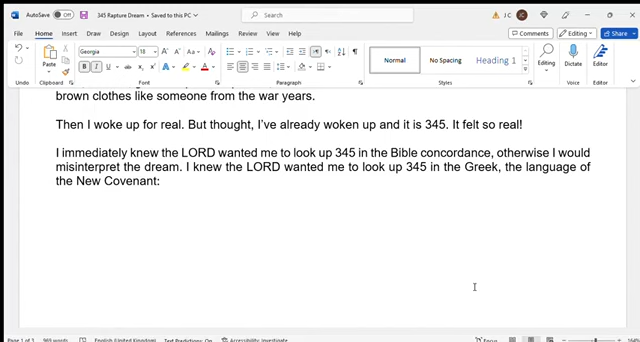 AutoSave Off 345 Rapture Dream • Saved to this PC Search J C JC
File Home Insert Draw Design Layout References Mailings Review View Help Comments Editing Share
Georgia 18 Normal No Spacing Heading 1 Paste Dictate Editor
Undo Clipboard Font Paragraph Styles Voice Editor
brown clothes like someone from the war years.
Then I woke up for real. But thought, I've already woken up and it is 345. It felt so real!
I immediately knew the LORD wanted me to look up 345 in the Bible concordance, otherwise I would
misinterpret the dream. I knew the LORD wanted me to look up 345 in the Greek, the language of
the New Covenant:
Page 1 of 3 969 words English (United Kingdom) Text Predictions: On Accessibility: Investigate Focus